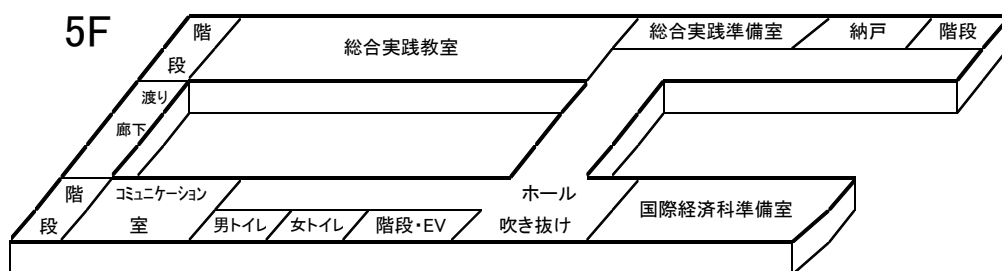 5F
階段
総合実践教室
総合実践準備室
納戸
階段
渡り
廊下
階段
コミュニケーション
室
男トイレ
女トイレ
階段・EV
ホール
吹き抜け
国際経済科準備室